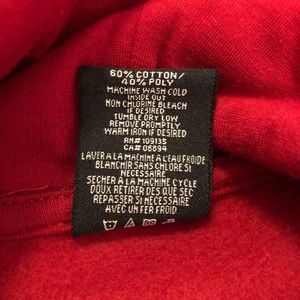 60% COTTON/
40% POLY
MACHINE WASH COLD
INSIDE OUT
NON CHLORINE BLEACH
IF DESIRED
TUMBLE DRY LOW
REMOVE PROMPTLY
WARM IRON IF DESIRED
RN# 109135
CA# 06894
LAVER A LA MACHINE A L'EAU FROIDE
BLANCHIR SANS CHLORE SI
NECESSAIRE
SECHER A LA MACHINE CYCLE
DOUX RETIRER DES QUE SEC
REPASSER SI NECESSAIRE
AVEC UN FER FROID